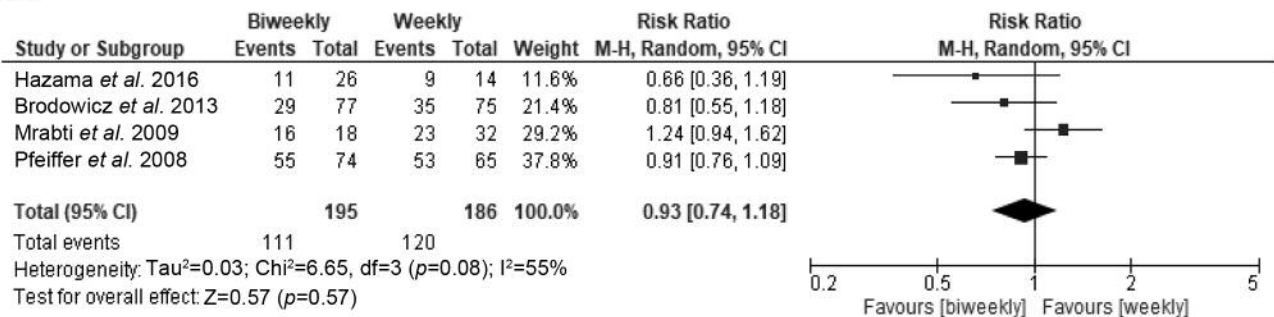 Biweekly Weekly Risk Ratio Risk Ratio
Study or Subgroup Events Total Events Total Weight M-H, Random, 95% CI M-H, Random, 95% CI
Hazama et al. 2016 11 26 9 14 11.6% 0.66 [0.36, 1.19]
Brodowicz et al. 2013 29 77 35 75 21.4% 0.81 [0.55, 1.18]
Mrabti et al. 2009 16 18 23 32 29.2% 1.24 [0.94, 1.62]
Pfeiffer et al. 2008 55 74 53 65 37.8% 0.91 [0.76, 1.09]
Total (95% CI) 195 186 100.0% 0.93 [0.74, 1.18]
Total events 111 120
Heterogeneity: Tau²=0.03; Chi²=6.65, df=3 (p=0.08); I²=55%
Test for overall effect: Z=0.57 (p=0.57)
0.2 0.5 1 2 5
Favours [biweekly] Favours [weekly]